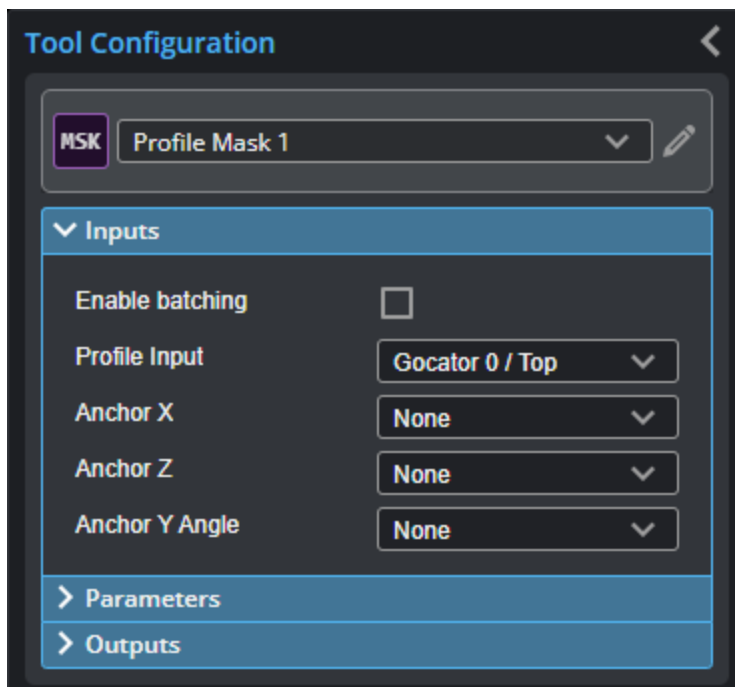 Tool Configuration
MSK Profile Mask 1
Inputs
Enable batching
Profile Input Gocator 0 / Top
Anchor X None
Anchor Z None
Anchor Y Angle None
Parameters
Outputs